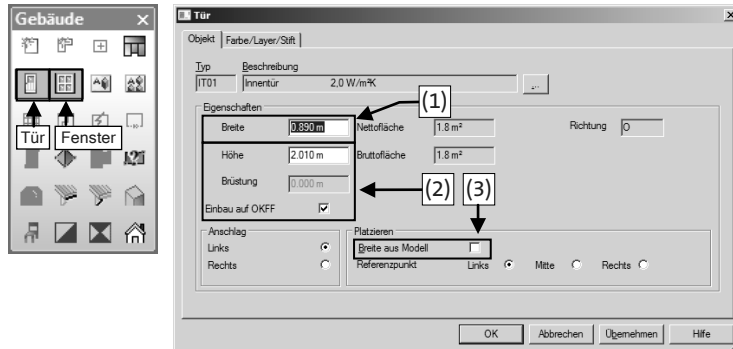 Gebäude ×
Tür Fenster
Tür
Objekt Farbe/Layer/Stift
Typ Beschreibung
IT01 Innentür 2,0 W/m²K ...
Eigenschaften
(1)
Breite 0.890 m Nettofläche 1.8 m² Richtung O
Höhe 2.010 m Bruttofläche 1.8 m²
Brüstung 0.000 m
(2) (3)
Einbau auf OKFF
Anschlag Platzieren
Links Breite aus Modell
Rechts Referenzpunkt Links Mitte Rechts
OK Abbrechen Übernehmen Hilfe